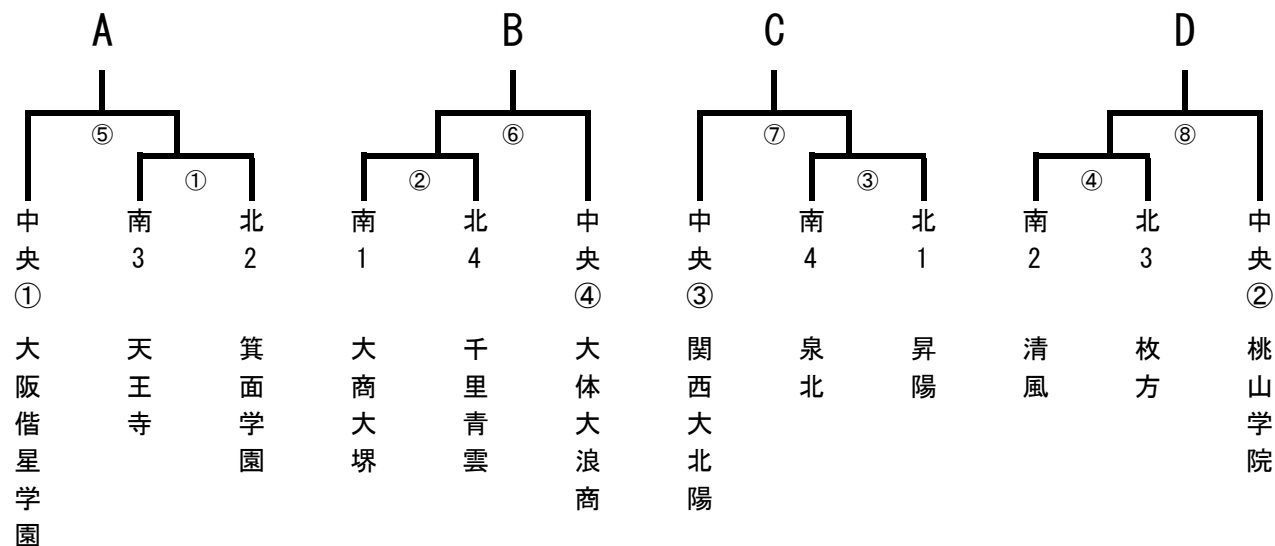 A
B
C
D
⑤
⑥
⑦
⑧
①
②
③
④
中央①
南3
北2
南1
北4
中央④
中央③
南4
北1
南2
北3
中央②
大阪偕星学園
天王寺
箕面学園
大商大堺
千里青雲
大体大浪商
関西大北陽
泉北
昇陽
清風
枚方
桃山学院